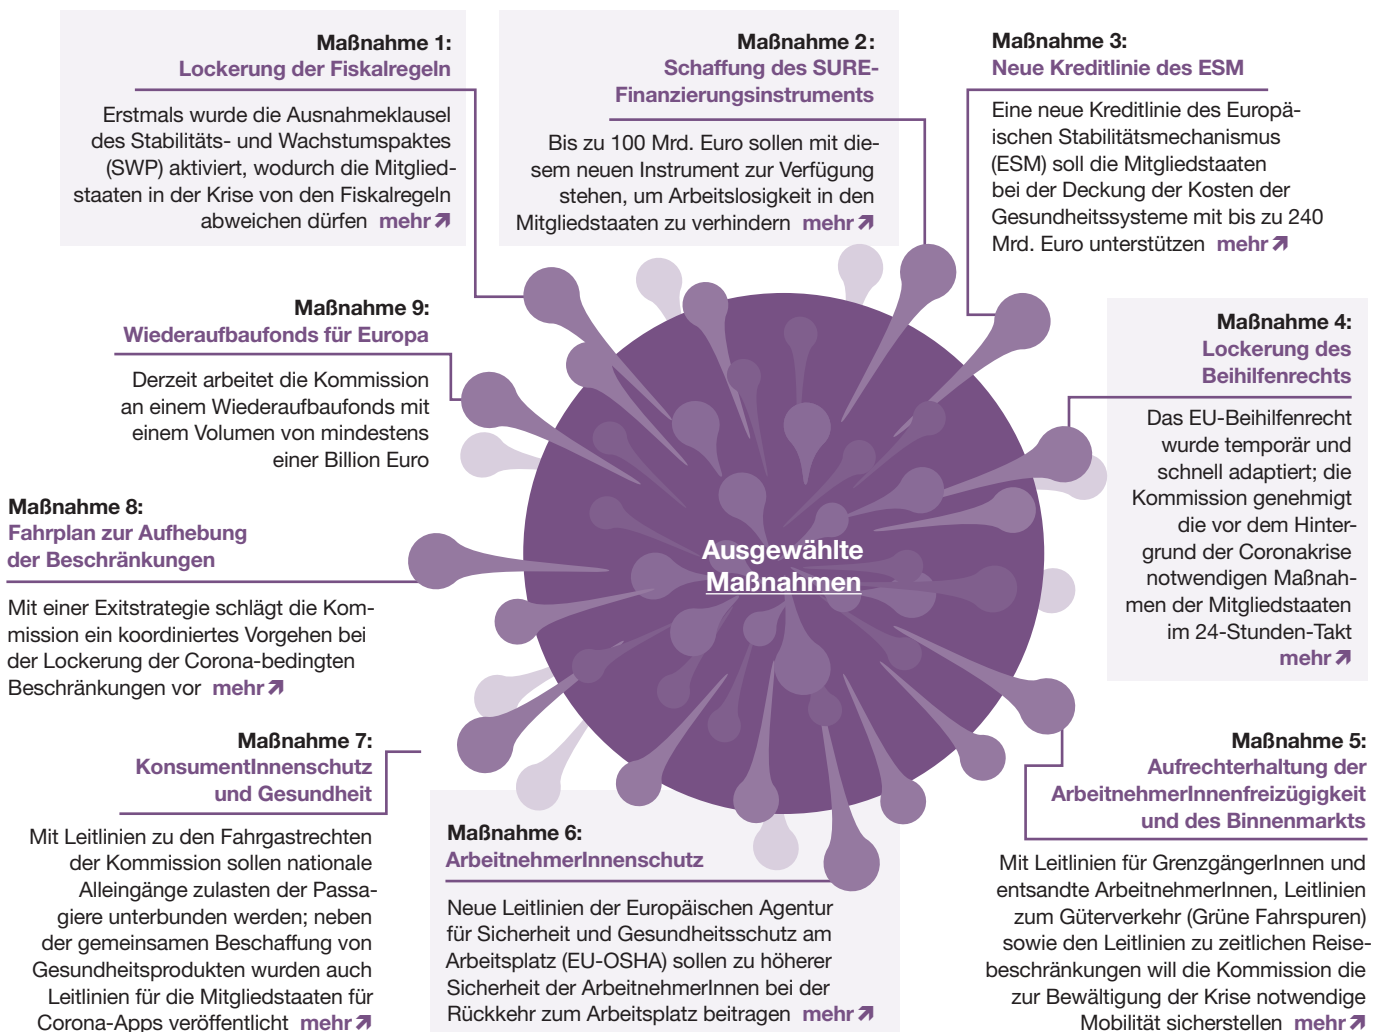 Maßnahme 1:
Lockerung der Fiskalregeln
Erstmals wurde die Ausnahmeklausel
des Stabilitäts- und Wachstumspaktes
(SWP) aktiviert, wodurch die Mitglied-
staaten in der Krise von den Fiskalregeln
abweichen dürfen mehr ↗
Maßnahme 2:
Schaffung des SURE-
Finanzierungsinstruments
Bis zu 100 Mrd. Euro sollen mit die-
sem neuen Instrument zur Verfügung
stehen, um Arbeitslosigkeit in den
Mitgliedstaaten zu verhindern mehr ↗
Maßnahme 3:
Neue Kreditlinie des ESM
Eine neue Kreditlinie des Europä-
ischen Stabilitätsmechanismus
(ESM) soll die Mitgliedstaaten
bei der Deckung der Kosten der
Gesundheitssysteme mit bis zu 240
Mrd. Euro unterstützen mehr ↗
Maßnahme 4:
Lockerung des
Beihilfenrechts
Das EU-Beihilfenrecht
wurde temporär und
schnell adaptiert; die
Kommission genehmigt
die vor dem Hinter-
grund der Coronakrise
notwendigen Maßnah-
men der Mitgliedstaaten
im 24-Stunden-Takt
mehr ↗
Maßnahme 9:
Wiederaufbaufonds für Europa
Derzeit arbeitet die Kommission
an einem Wiederaufbaufonds mit
einem Volumen von mindestens
einer Billion Euro
Maßnahme 8:
Fahrplan zur Aufhebung
der Beschränkungen
Mit einer Exitstrategie schlägt die Kom-
mission ein koordiniertes Vorgehen bei
der Lockerung der Corona-bedingten
Beschränkungen vor mehr ↗
Ausgewählte
Maßnahmen
Maßnahme 7:
KonsumentInnenschutz
und Gesundheit
Mit Leitlinien zu den Fahrgastrechten
der Kommission sollen nationale
Alleingänge zulasten der Passa-
giere unterbunden werden; neben
der gemeinsamen Beschaffung von
Gesundheitsprodukten wurden auch
Leitlinien für die Mitgliedstaaten für
Corona-Apps veröffentlicht mehr ↗
Maßnahme 6:
ArbeitnehmerInnenschutz
Neue Leitlinien der Europäischen Agentur
für Sicherheit und Gesundheitsschutz am
Arbeitsplatz (EU-OSHA) sollen zu höherer
Sicherheit der ArbeitnehmerInnen bei der
Rückkehr zum Arbeitsplatz beitragen mehr ↗
Maßnahme 5:
Aufrechterhaltung der
ArbeitnehmerInnenfreizügigkeit
und des Binnenmarkts
Mit Leitlinien für GrenzgängerInnen und
entsandte ArbeitnehmerInnen, Leitlinien
zum Güterverkehr (Grüne Fahrspuren)
sowie den Leitlinien zu zeitlichen Reise-
beschränkungen will die Kommission die
zur Bewältigung der Krise notwendige
Mobilität sicherstellen mehr ↗